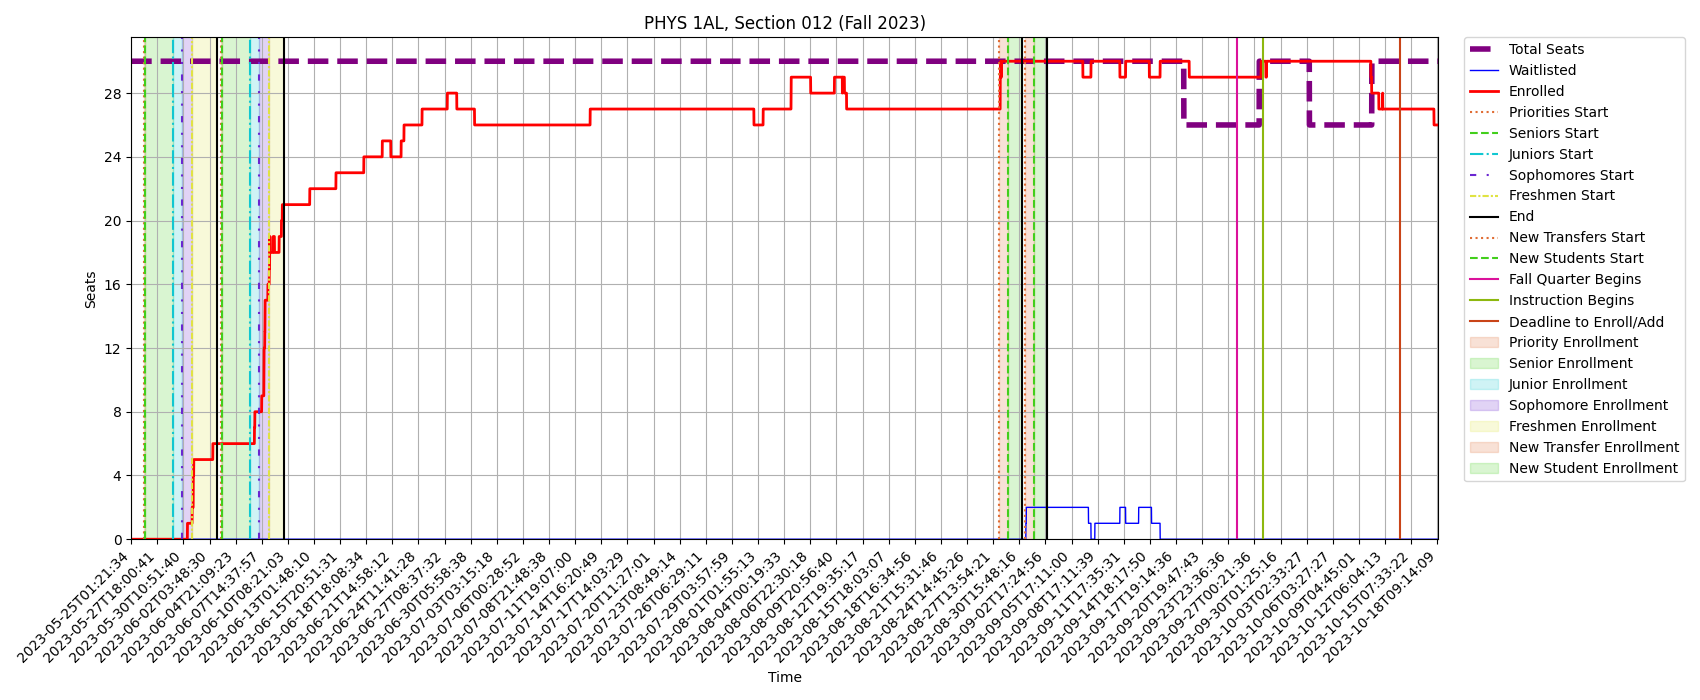 PHYS 1AL, Section 012 (Fall 2023)
Seats
28
24
20
16
12
8
4
0
2023-05-25T01:21:34
2023-05-27T18:00:41
2023-05-30T10:51:40
2023-06-02T03:48:30
2023-06-04T21:09:23
2023-06-07T14:37:57
2023-06-10T08:21:03
2023-06-13T01:48:10
2023-06-15T20:51:31
2023-06-18T18:08:34
2023-06-21T14:58:12
2023-06-24T11:41:28
2023-06-27T08:37:32
2023-06-30T05:58:38
2023-07-03T03:15:18
2023-07-06T00:28:52
2023-07-08T21:48:38
2023-07-11T19:07:00
2023-07-14T16:20:49
2023-07-17T14:03:29
2023-07-20T11:27:01
2023-07-23T08:49:14
2023-07-26T06:29:11
2023-07-29T03:57:59
2023-08-01T01:55:13
2023-08-04T00:19:33
2023-08-06T22:30:18
2023-08-09T20:56:40
2023-08-12T19:35:17
2023-08-15T18:03:07
2023-08-18T16:34:56
2023-08-21T15:31:46
2023-08-24T14:45:26
2023-08-27T13:54:21
2023-08-30T15:48:16
2023-09-02T17:24:56
2023-09-05T17:11:00
2023-09-08T17:11:39
2023-09-11T17:35:31
2023-09-14T18:17:50
2023-09-17T19:14:36
2023-09-20T19:47:43
2023-09-23T23:36:36
2023-09-27T00:21:36
2023-09-30T01:25:16
2023-10-03T02:33:27
2023-10-06T03:27:27
2023-10-09T04:45:01
2023-10-12T06:04:13
2023-10-15T07:33:22
2023-10-18T09:14:09
Time
Total Seats
Waitlisted
Enrolled
Priorities Start
Seniors Start
Juniors Start
Sophomores Start
Freshmen Start
End
New Transfers Start
New Students Start
Fall Quarter Begins
Instruction Begins
Deadline to Enroll/Add
Priority Enrollment
Senior Enrollment
Junior Enrollment
Sophomore Enrollment
Freshmen Enrollment
New Transfer Enrollment
New Student Enrollment